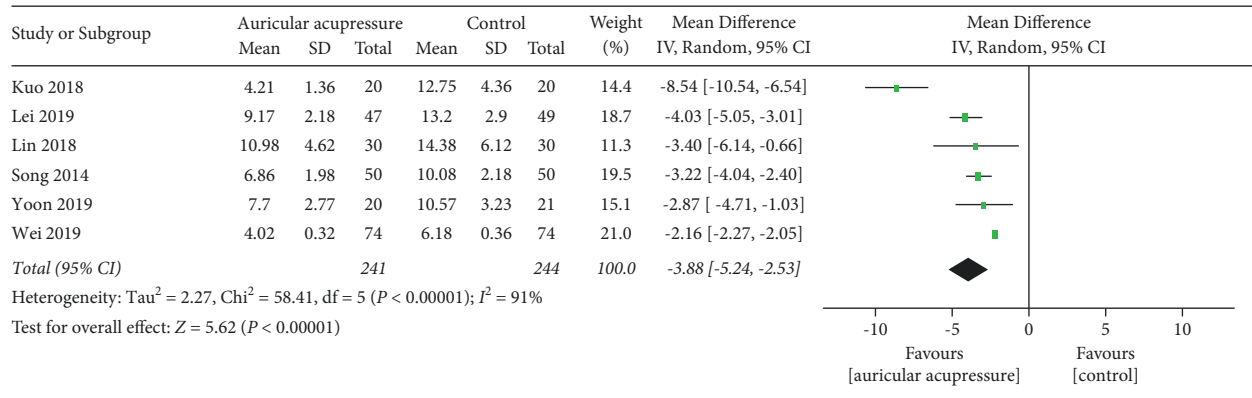 Study or Subgroup Auricular acupressure Control Weight (%) Mean Difference IV, Random, 95% CI Mean Difference IV, Random, 95% CI
Mean SD Total Mean SD Total
Kuo 2018 4.21 1.36 20 12.75 4.36 20 14.4 -8.54 [-10.54, -6.54]
Lei 2019 9.17 2.18 47 13.2 2.9 49 18.7 -4.03 [-5.05, -3.01]
Lin 2018 10.98 4.62 30 14.38 6.12 30 11.3 -3.40 [-6.14, -0.66]
Song 2014 6.86 1.98 50 10.08 2.18 50 19.5 -3.22 [-4.04, -2.40]
Yoon 2019 7.7 2.77 20 10.57 3.23 21 15.1 -2.87 [ -4.71, -1.03]
Wei 2019 4.02 0.32 74 6.18 0.36 74 21.0 -2.16 [-2.27, -2.05]
Total (95% CI) 241 244 100.0 -3.88 [-5.24, -2.53]
Heterogeneity: Tau² = 2.27, Chi² = 58.41, df = 5 (P < 0.00001); I² = 91%
Test for overall effect: Z = 5.62 (P < 0.00001)
-10 -5 0 5 10
Favours Favours
[auricular acupressure] [control]